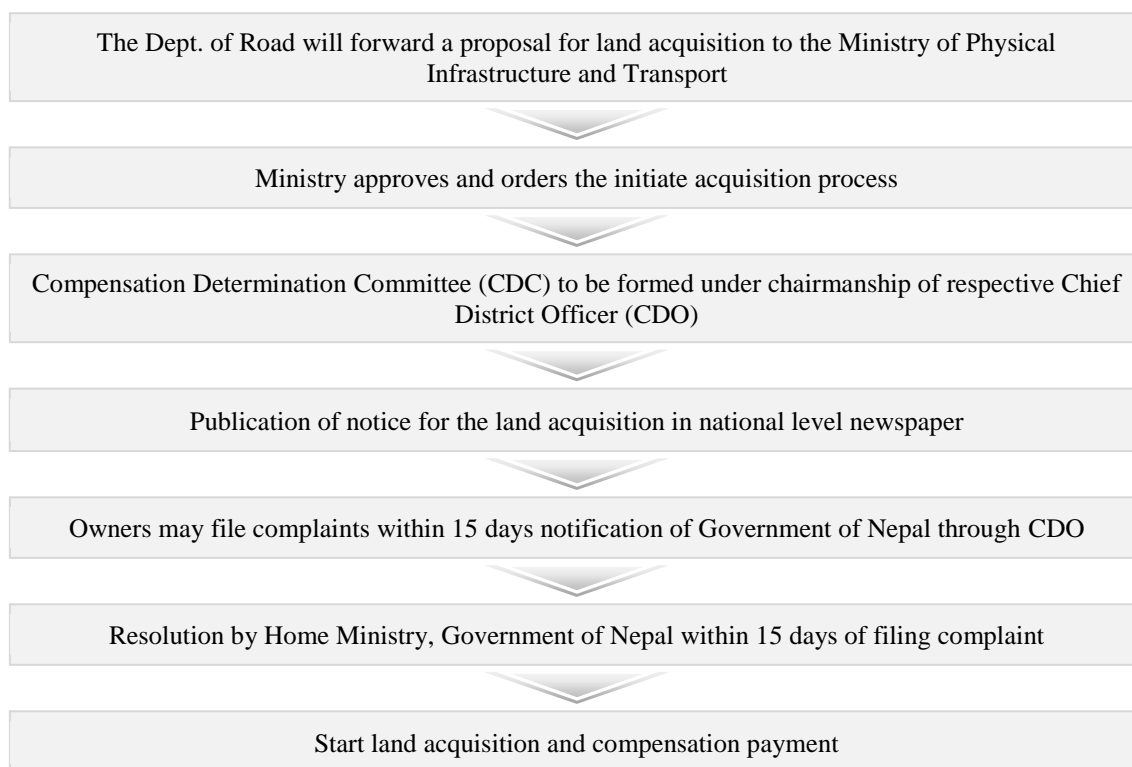 The Dept. of Road will forward a proposal for land acquisition to the Ministry of Physical
Infrastructure and Transport
Ministry approves and orders the initiate acquisition process
Compensation Determination Committee (CDC) to be formed under chairmanship of respective Chief
District Officer (CDO)
Publication of notice for the land acquisition in national level newspaper
Owners may file complaints within 15 days notification of Government of Nepal through CDO
Resolution by Home Ministry, Government of Nepal within 15 days of filing complaint
Start land acquisition and compensation payment